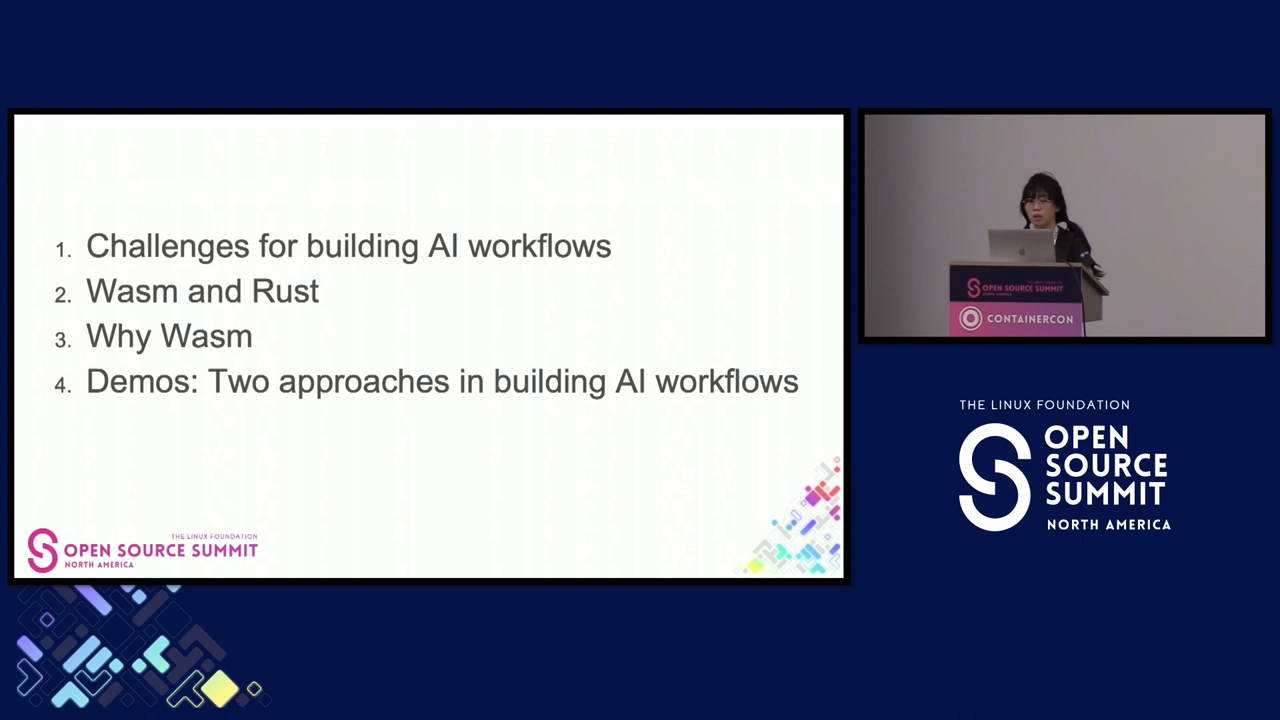 1. Challenges for building AI workflows
2. Wasm and Rust
3. Why Wasm
4. Demos: Two approaches in building AI workflows
THE LINUX FOUNDATION
OPEN SOURCE SUMMIT
NORTH AMERICA
OPEN SOURCE SUMMIT
NORTH AMERICA
CONTAINERCON
THE LINUX FOUNDATION
OPEN
SOURCE
SUMMIT
NORTH AMERICA